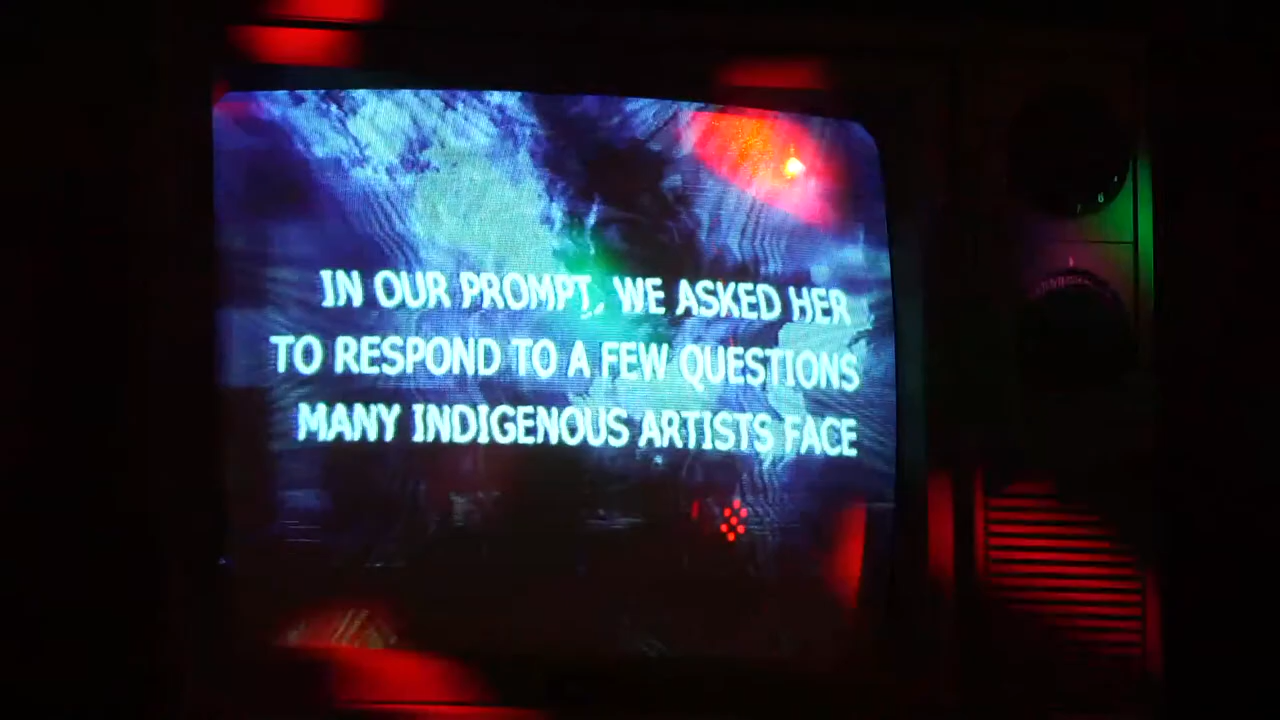 IN OUR PROMPT, WE ASKED HER
TO RESPOND TO A FEW QUESTIONS
MANY INDIGENOUS ARTISTS FACE